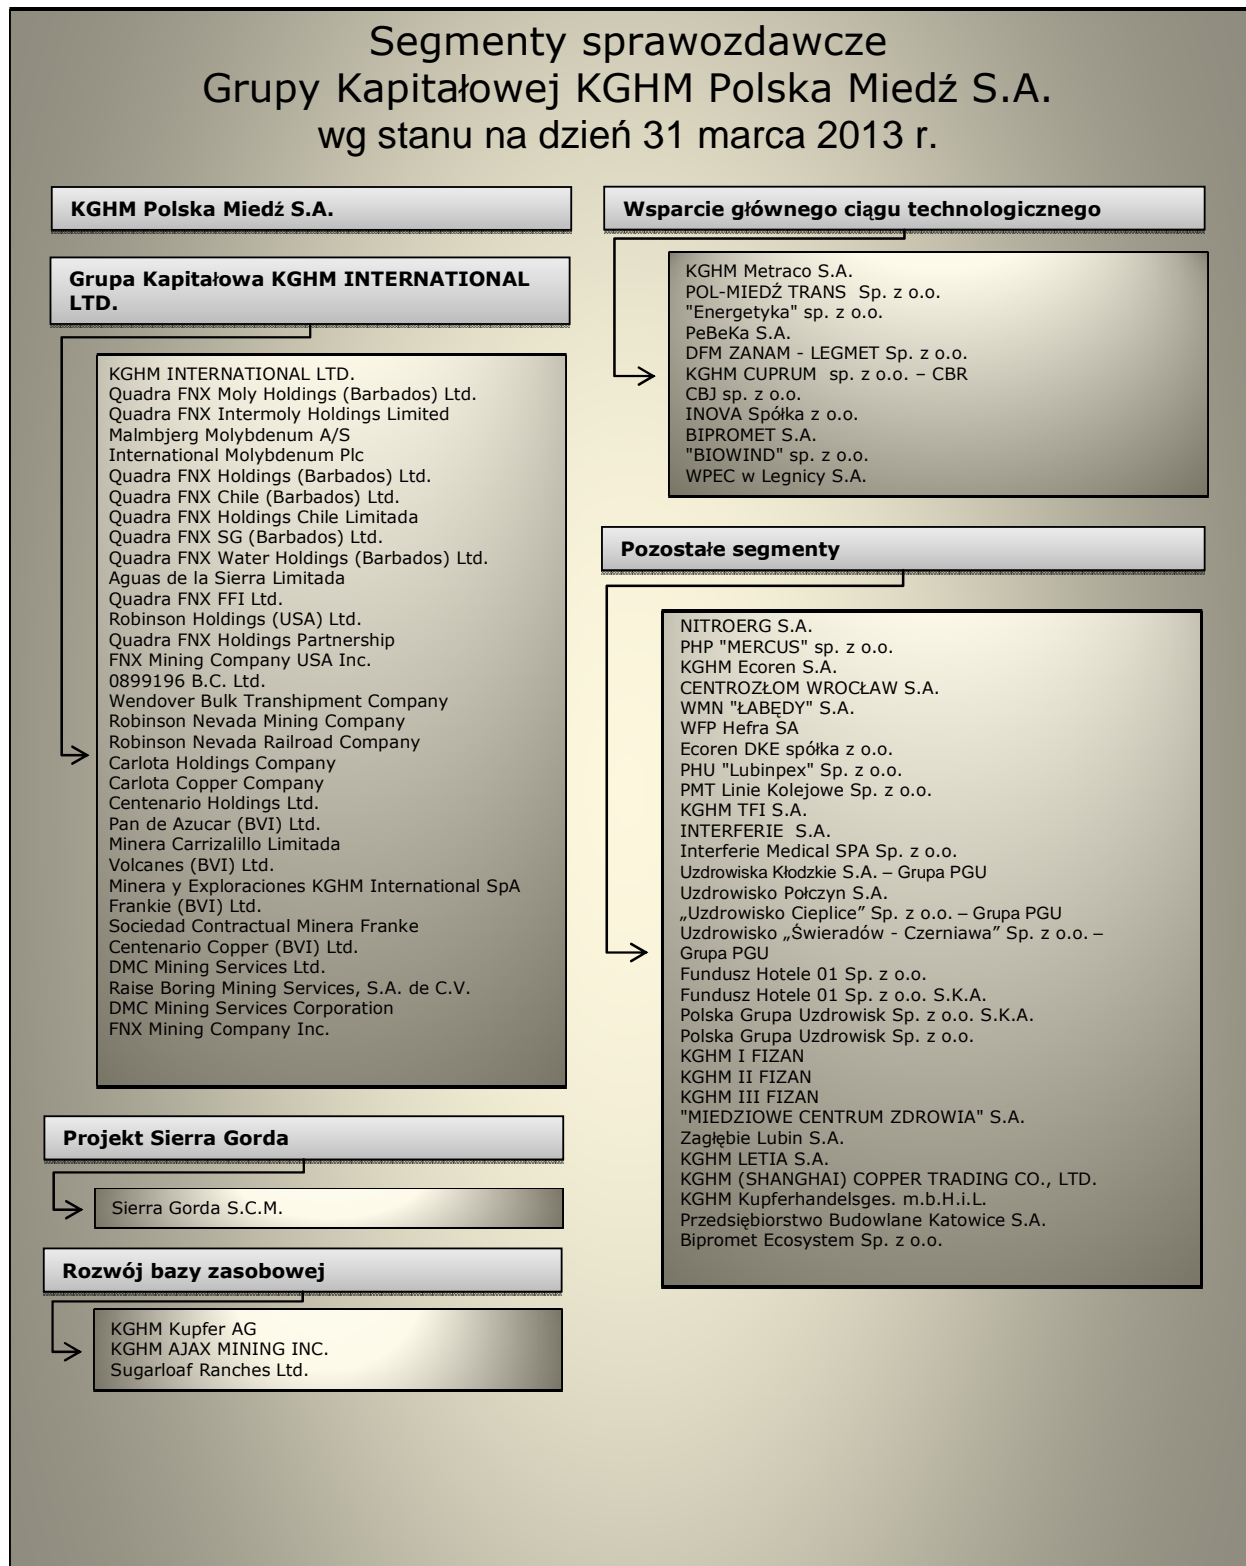 Segmenty sprawozdawcze
Grupy Kapitałowej KGHM Polska Miedź S.A.
wg stanu na dzień 31 marca 2013 r.
KGHM Polska Miedź S.A.
Grupa Kapitałowa KGHM INTERNATIONAL
LTD.
KGHM INTERNATIONAL LTD.
Quadra FNX Moly Holdings (Barbados) Ltd.
Quadra FNX Intermoly Holdings Limited
Malmbjerg Molybdenum A/S
International Molybdenum Plc
Quadra FNX Holdings (Barbados) Ltd.
Quadra FNX Chile (Barbados) Ltd.
Quadra FNX Holdings Chile Limitada
Quadra FNX SG (Barbados) Ltd.
Quadra FNX Water Holdings (Barbados) Ltd.
Aguas de la Sierra Limitada
Quadra FNX FFI Ltd.
Robinson Holdings (USA) Ltd.
Quadra FNX Holdings Partnership
FNX Mining Company USA Inc.
0899196 B.C. Ltd.
Wendover Bulk Transhipment Company
Robinson Nevada Mining Company
Robinson Nevada Railroad Company
Carlota Holdings Company
Carlota Copper Company
Centenario Holdings Ltd.
Pan de Azucar (BVI) Ltd.
Minera Carrizalillo Limitada
Volcanes (BVI) Ltd.
Minera y Exploraciones KGHM International SpA
Frankie (BVI) Ltd.
Sociedad Contractual Minera Franke
Centenario Copper (BVI) Ltd.
DMC Mining Services Ltd.
Raise Boring Mining Services, S.A. de C.V.
DMC Mining Services Corporation
FNX Mining Company Inc.
Projekt Sierra Gorda
Sierra Gorda S.C.M.
Rozwój bazy zasobowej
KGHM Kupfer AG
KGHM AJAX MINING INC.
Sugarloaf Ranches Ltd.
Wsparcie głównego ciągu technologicznego
KGHM Metraco S.A.
POL-MIEDŹ TRANS Sp. z o.o.
"Energetyka" sp. z o.o.
PeBeKa S.A.
DFM ZANAM - LEGMET Sp. z o.o.
KGHM CUPRUM sp. z o.o. – CBR
CBJ sp. z o.o.
INOVA Spółka z o.o.
BIPROMET S.A.
"BIOWIND" sp. z o.o.
WPEC w Legnicy S.A.
Pozostałe segmenty
NITROERG S.A.
PHP "MERCUS" sp. z o.o.
KGHM Ecoren S.A.
CENTROZŁOM WROCŁAW S.A.
WMN "ŁABĘDY" S.A.
WFP Hefra SA
Ecoren DKE spółka z o.o.
PHU "Lubinpex" Sp. z o.o.
PMT Linie Kolejowe Sp. z o.o.
KGHM TFI S.A.
INTERFERIE S.A.
Interferie Medical SPA Sp. z o.o.
Uzdrowiska Kłodzkie S.A. – Grupa PGU
Uzdrowisko Połczyn S.A.
„Uzdrowisko Cieplice” Sp. z o.o. – Grupa PGU
Uzdrowisko „Świeradów - Czerniawa” Sp. z o.o. –
Grupa PGU
Fundusz Hotele 01 Sp. z o.o.
Fundusz Hotele 01 Sp. z o.o. S.K.A.
Polska Grupa Uzdrowisk Sp. z o.o. S.K.A.
Polska Grupa Uzdrowisk Sp. z o.o.
KGHM I FIZAN
KGHM II FIZAN
KGHM III FIZAN
"MIEDZIOWE CENTRUM ZDROWIA" S.A.
Zagłębie Lubin S.A.
KGHM LETIA S.A.
KGHM (SHANGHAI) COPPER TRADING CO., LTD.
KGHM Kupferhandelsges. m.b.H.i.L.
Przedsiębiorstwo Budowlane Katowice S.A.
Bipromet Ecosystem Sp. z o.o.